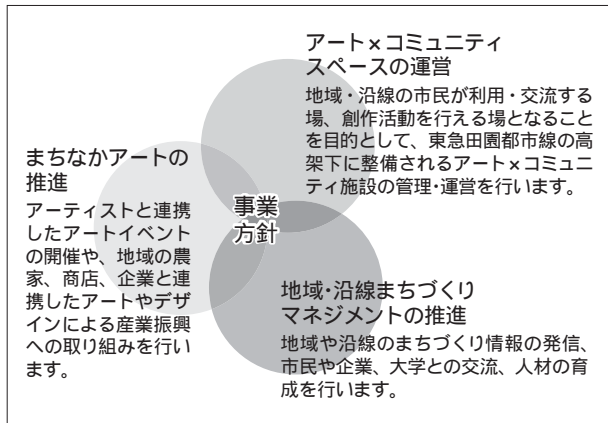 アート×コミュニティ
スペースの運営
地域・沿線の市民が利用・交流する
場、創作活動を行える場となること
を目的として、東急田園都市線の高
架下に整備されるアート×コミュニ
ティ施設の管理・運営を行います。
まちなかアートの
推進
アーティストと連携
したアートイベント
の開催や、地域の農
家、商店、企業と連
携したアートやデザ
インによる産業振興
への取り組みを行い
ます。
事業
方針
地域・沿線まちづくり
マネジメントの推進
地域や沿線のまちづくり情報の発信、
市民や企業、大学との交流、人材の育
成を行います。